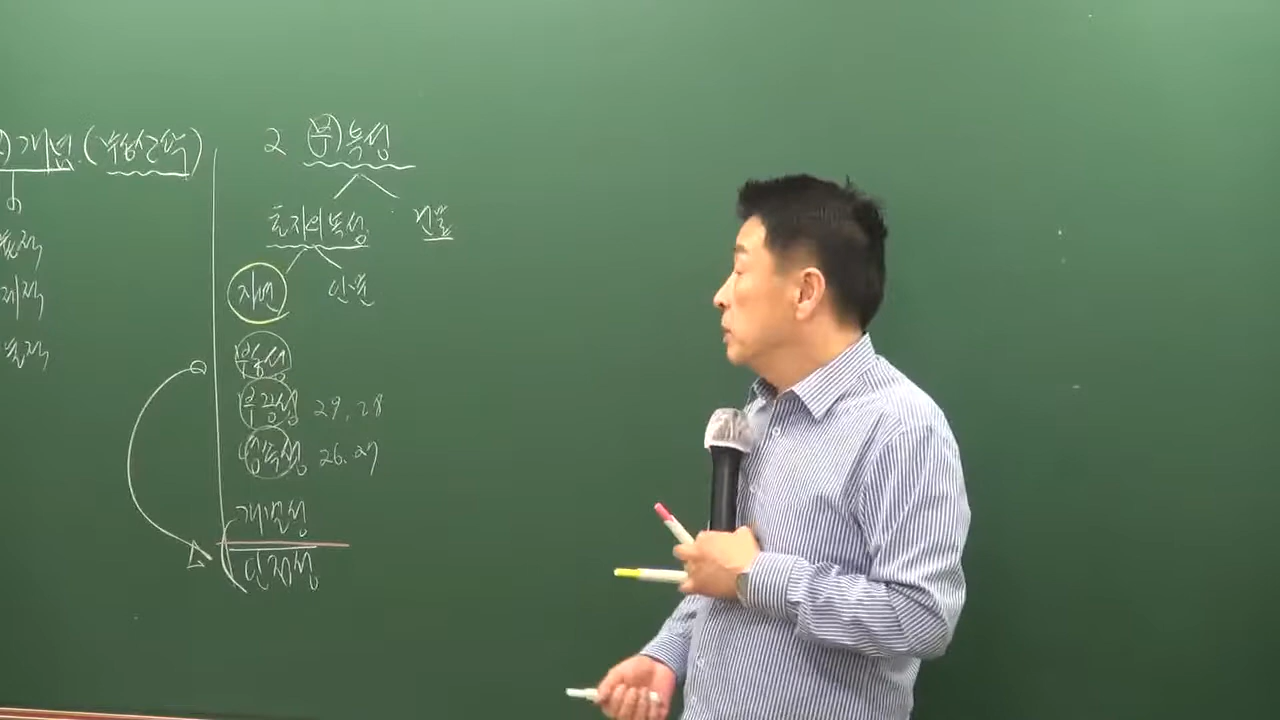 개념 (부동산학)
2 (부)특성
토지의 특성 건물
자연 인문
부동성
부증성 29, 28
영속성 26. 27
개별성
인접성